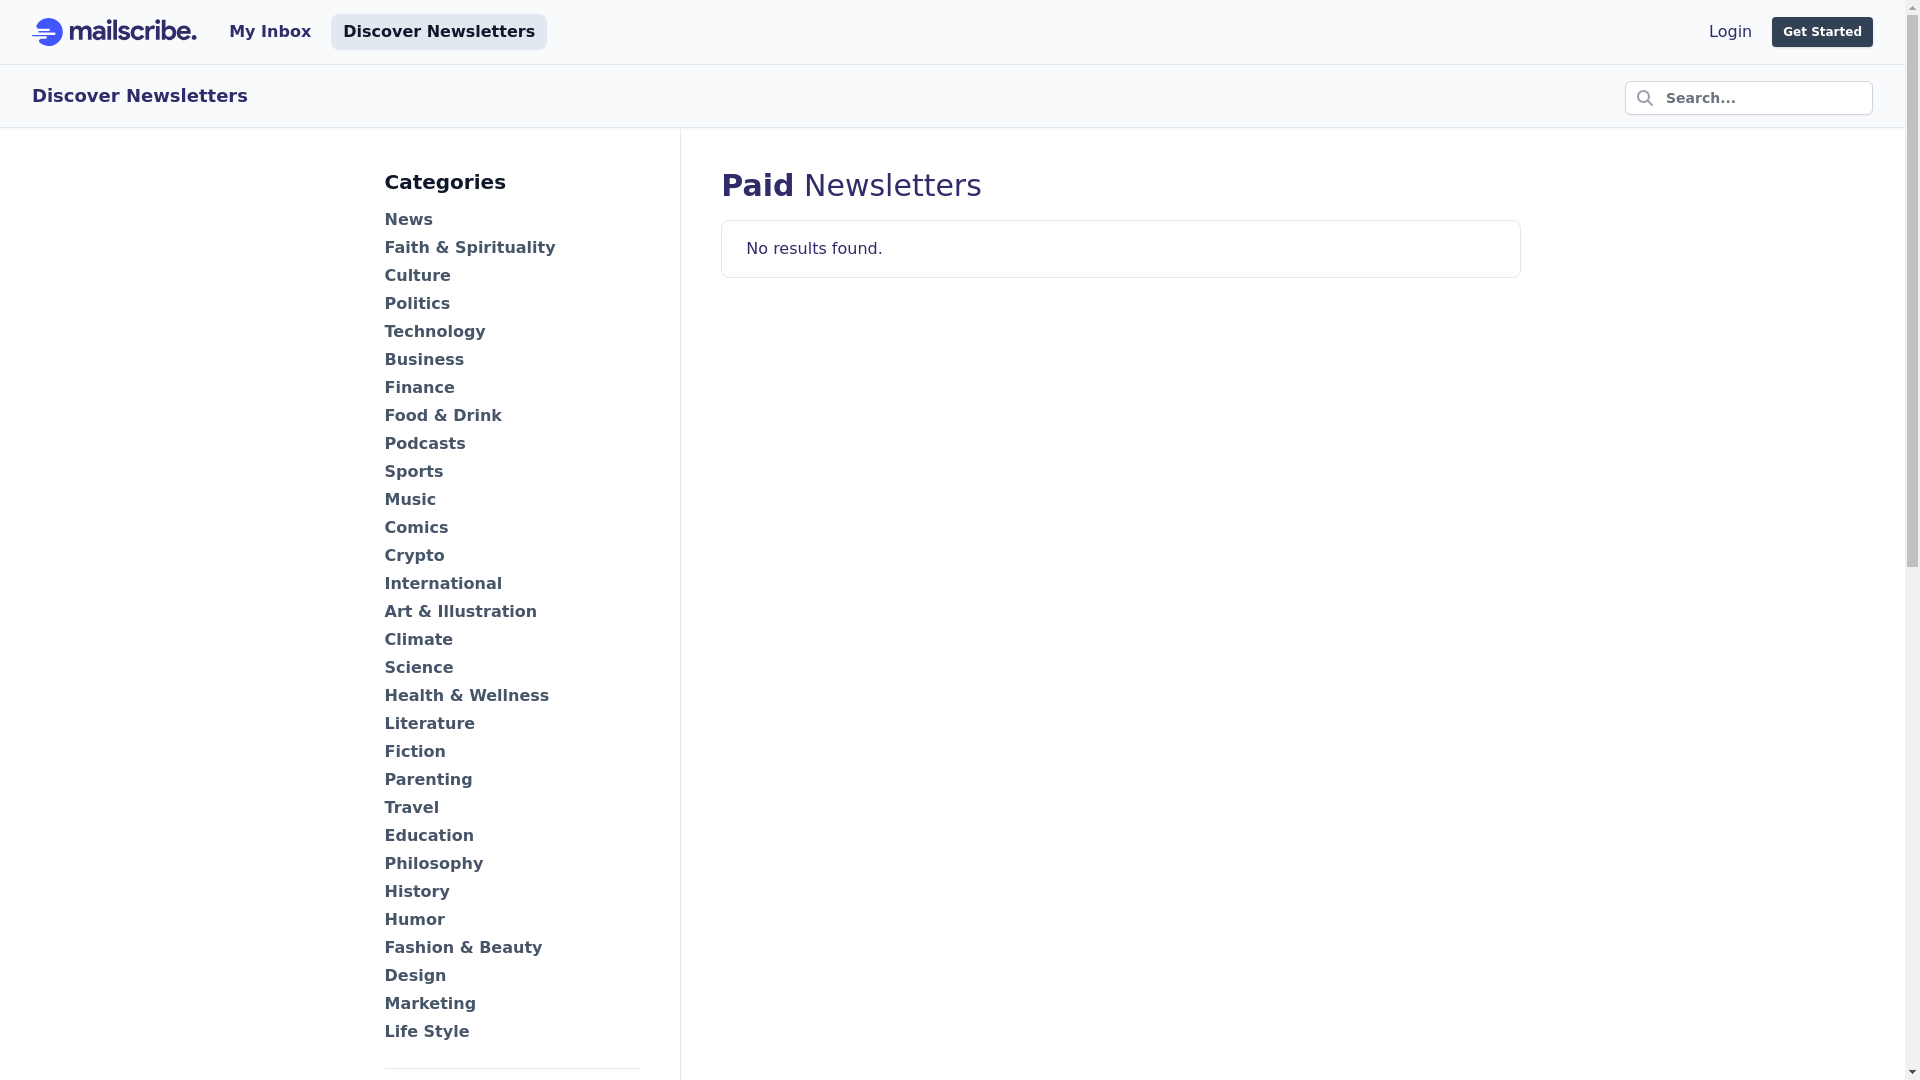 mailscribe.
My Inbox
Discover Newsletters
Login
Get Started
Discover Newsletters
Search...
Categories
News
Faith & Spirituality
Culture
Politics
Technology
Business
Finance
Food & Drink
Podcasts
Sports
Music
Comics
Crypto
International
Art & Illustration
Climate
Science
Health & Wellness
Literature
Fiction
Parenting
Travel
Education
Philosophy
History
Humor
Fashion & Beauty
Design
Marketing
Life Style
Paid Newsletters
No results found.